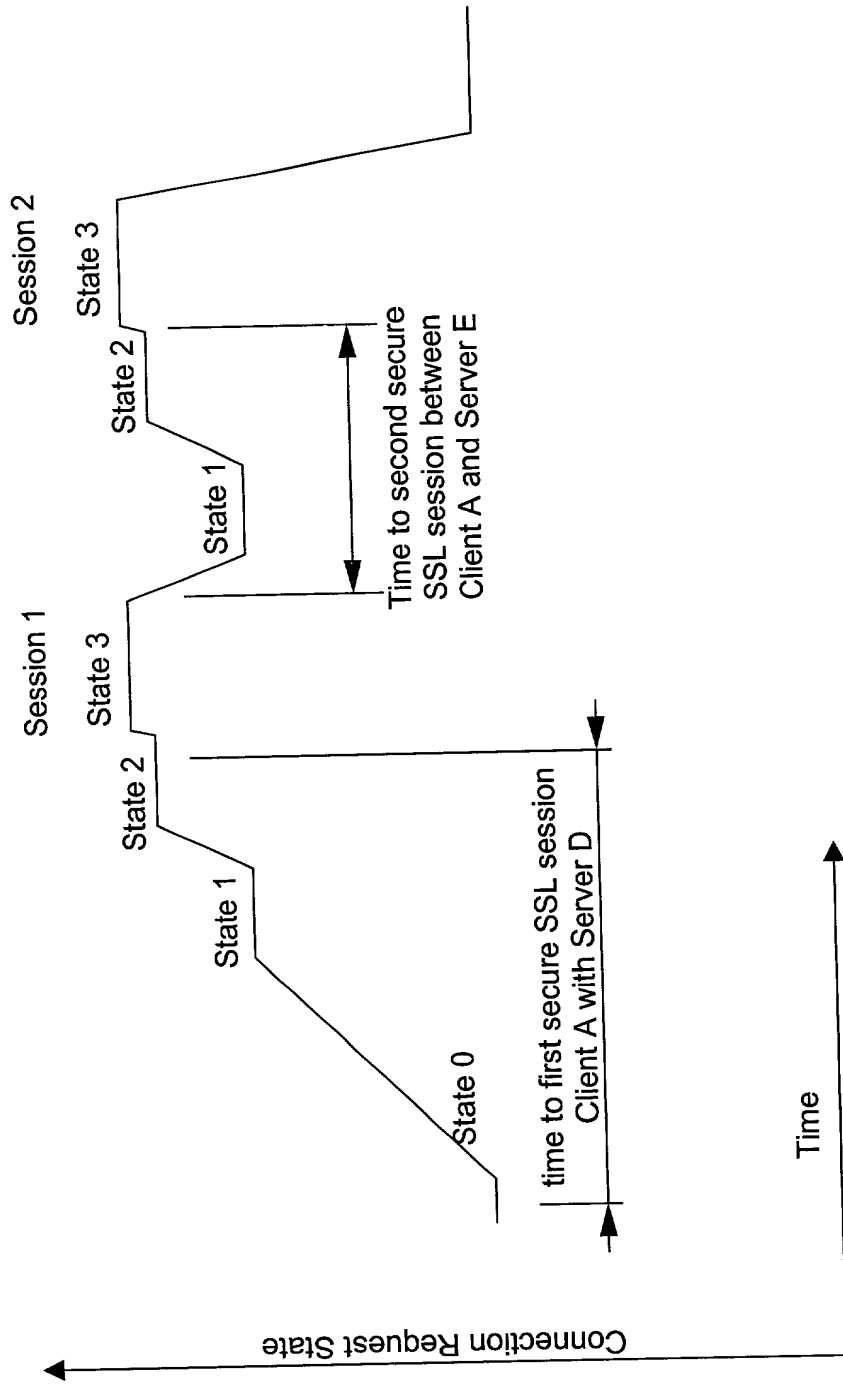 Session 1
Session 2
State 0
State 1
State 2
State 3
State 1
State 2
State 3
time to first secure SSL session
Client A with Server D
Time to second secure
SSL session between
Client A and Server E
Connection Request State
Time